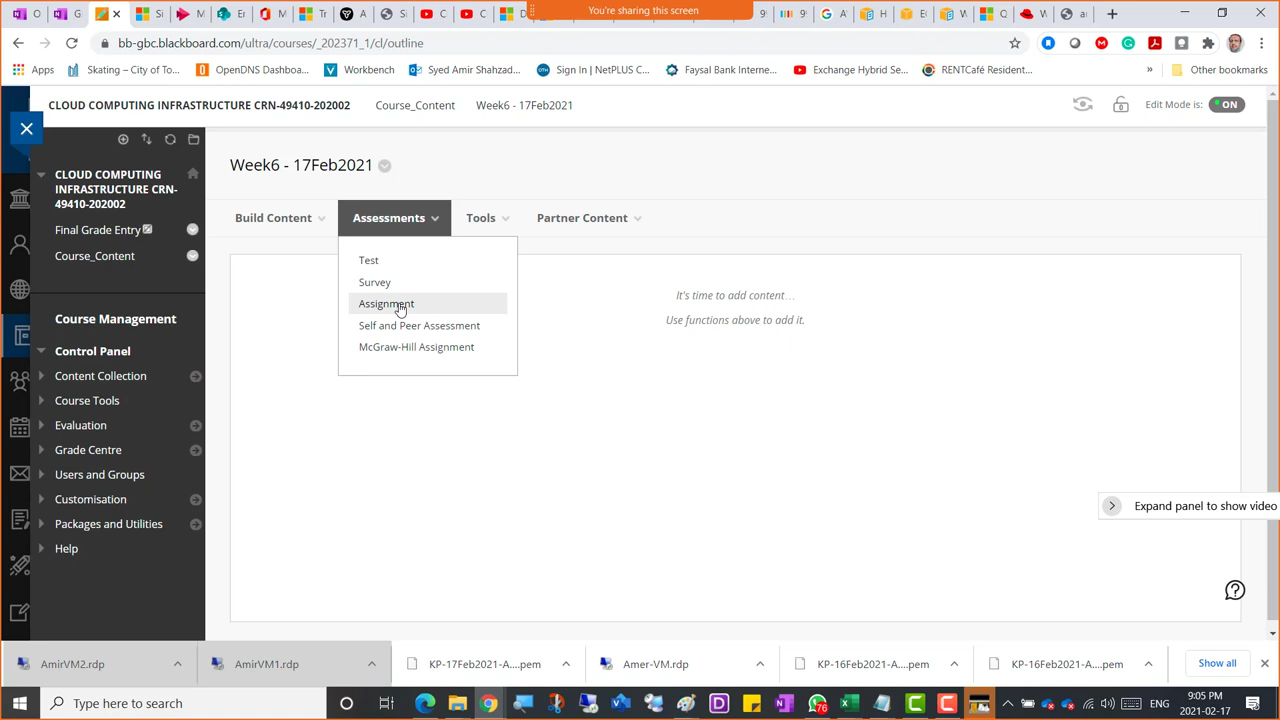 You're sharing this screen
bb-gbc.blackboard.com/ultra/courses/_202371_1/cl/outline
Apps
Skating – City of To...
OpenDNS Dashboa...
Workbench
Syed Amir Shahzad...
Sign In | NetPLUS C...
Faysal Bank Interne...
Exchange Hybrid Se...
RENTCafé Resident...
»
Other bookmarks
CLOUD COMPUTING INFRASTRUCTURE CRN-49410-202002
Course_Content
Week6 - 17Feb2021
Edit Mode is:
ON
CLOUD COMPUTING
INFRASTRUCTURE CRN-
49410-202002
Final Grade Entry
Course_Content
Course Management
Control Panel
Content Collection
Course Tools
Evaluation
Grade Centre
Users and Groups
Customisation
Packages and Utilities
Help
Week6 - 17Feb2021
Build Content
Assessments
Tools
Partner Content
Test
Survey
Assignment
Self and Peer Assessment
McGraw-Hill Assignment
It's time to add content…
Use functions above to add it.
Expand panel to show video
AmirVM2.rdp
AmirVM1.rdp
KP-17Feb2021-A....pem
Amer-VM.rdp
KP-16Feb2021-A....pem
KP-16Feb2021-A....pem
Show all
Type here to search
76
ENG
9:05 PM
2021-02-17